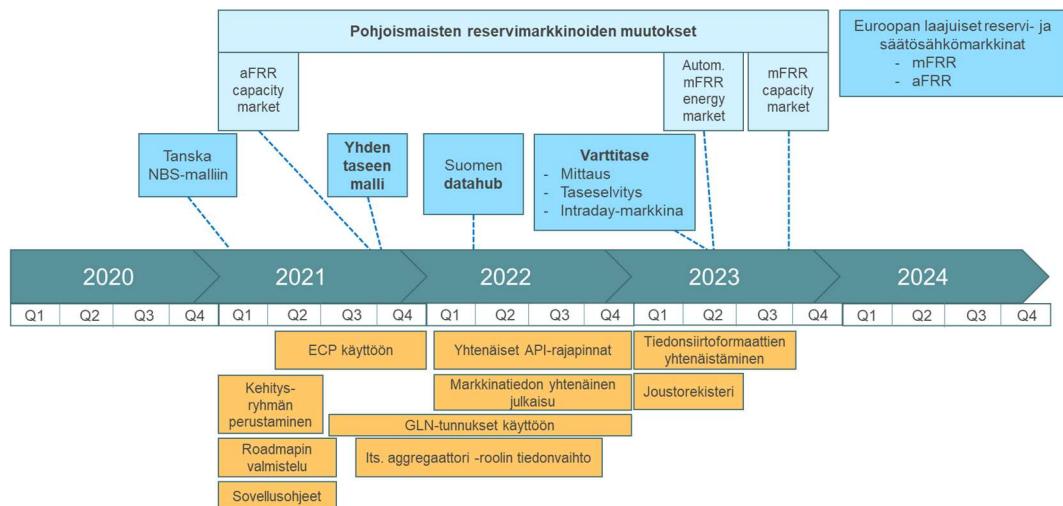 Pohjoismaisten reservimarkkinoiden muutokset
Euroopan laajuiset reservi- ja
säätösähkömarkkinat
- mFRR
- aFRR
aFRR
capacity
market
Autom.
mFRR
energy
market
mFRR
capacity
market
Tanska
NBS-malliin
Yhden
taseen
malli
Suomen
datahub
Varttitase
- Mittaus
- Taseselvitys
- Intraday-markkina
2020 2021 2022 2023 2024
Q1 Q2 Q3 Q4 Q1 Q2 Q3 Q4 Q1 Q2 Q3 Q4 Q1 Q2 Q3 Q4 Q1 Q2 Q3 Q4
ECP käyttöön
Yhtenäiset API-rajapinnat
Tiedonsiirtoformaattien
yhtenäistäminen
Kehitys-
ryhmän
perustaminen
Markkinatiedon yhtenäinen
julkaisu
Joustorekisteri
GLN-tunnukset käyttöön
Roadmapin
valmistelu
Its. aggregaattori -roolin tiedonvaihto
Sovellusohjeet